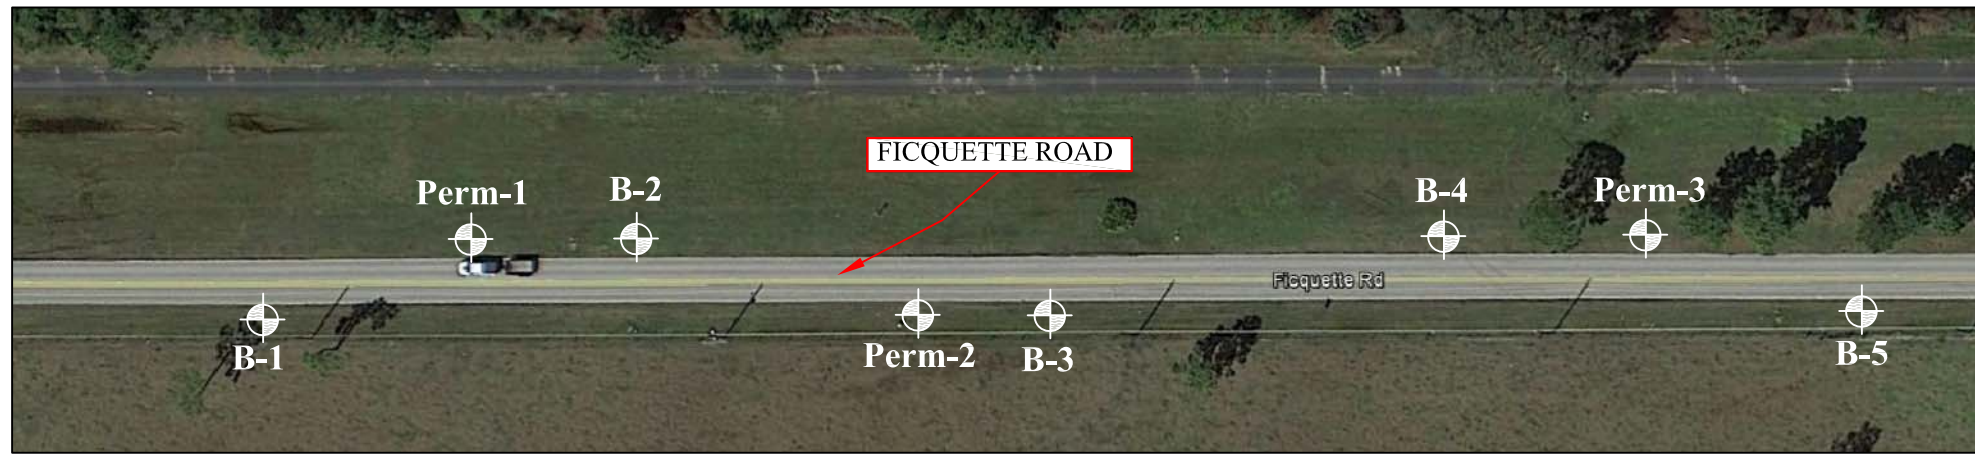 FICQUETTE ROAD
Perm-1
B-2
B-4
Perm-3
Ficquette Rd
B-1
Perm-2
B-3
B-5